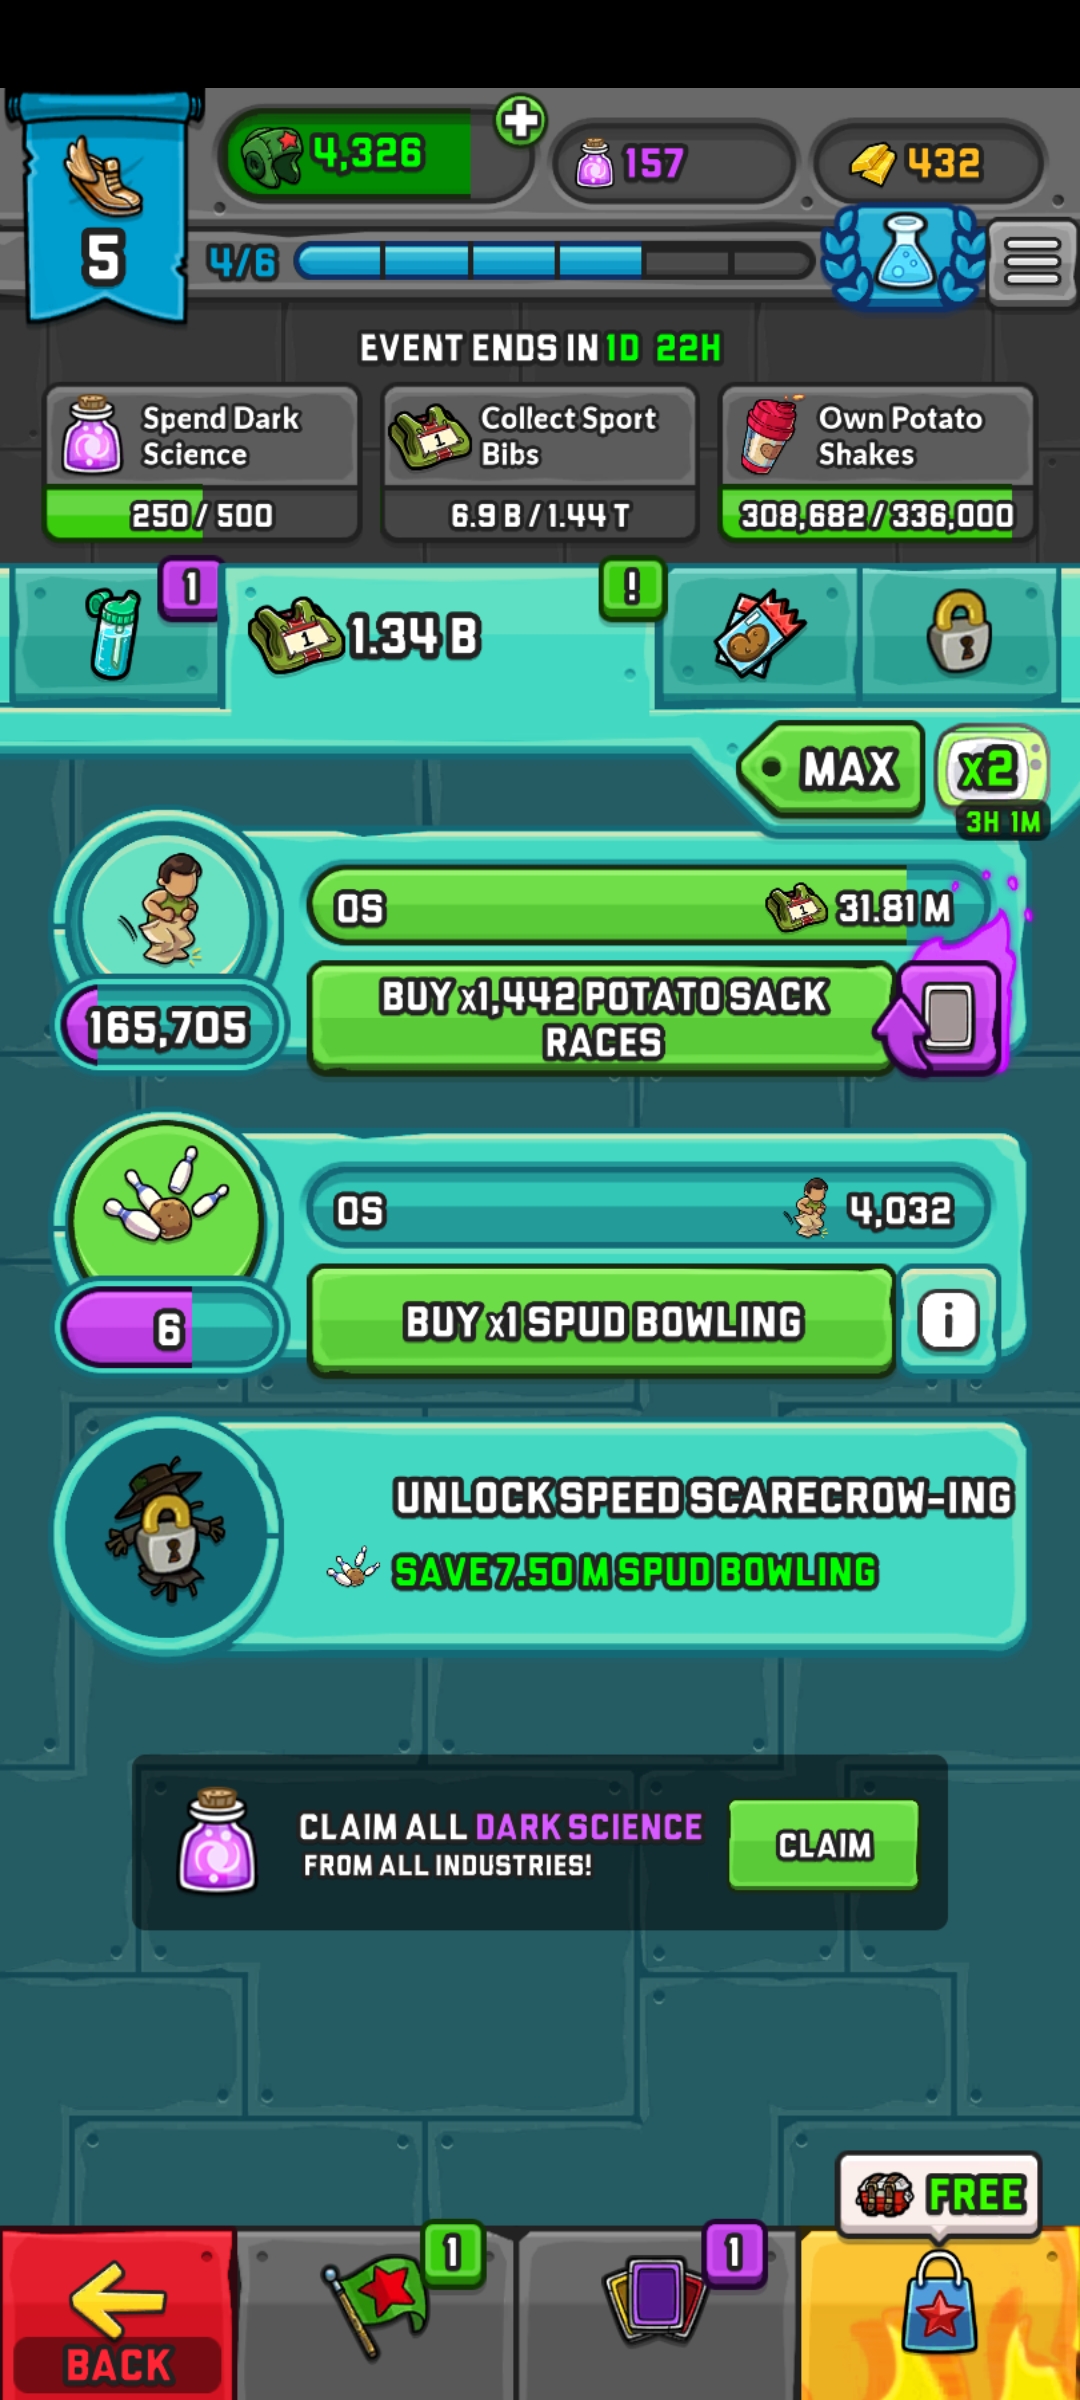 4,326
157
432
5
4/6
EVENT ENDS IN 1D 22H
Spend Dark Science
250/500
Collect Sport Bibs
6.9 B/1.44 T
Own Potato Shakes
308,682/336,000
1
1
1.34 B
!
MAX
x2
3H 1M
0S
1
31.81 M
165,705
BUY x1,442 POTATO SACK
RACES
0S
4,032
6
BUY x1 SPUD BOWLING
i
UNLOCK SPEED SCARECROW-ING
SAVE 7.50 M SPUD BOWLING
CLAIM ALL DARK SCIENCE
FROM ALL INDUSTRIES!
CLAIM
FREE
1
1
BACK